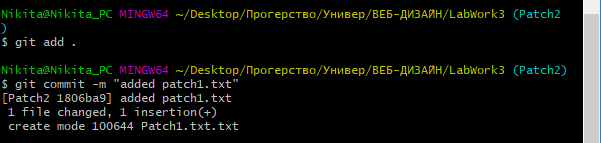 Nikita@Nikita_PC MINGW64 ~/Desktop/Прогерство/Универ/ВЕБ-ДИЗАЙН/LabWork3 (Patch2
)
$ git add .
Nikita@Nikita_PC MINGW64 ~/Desktop/Прогерство/Универ/ВЕБ-ДИЗАЙН/LabWork3 (Patch2)
$ git commit -m "added patch1.txt"
[Patch2 1806ba9] added patch1.txt
 1 file changed, 1 insertion(+)
 create mode 100644 Patch1.txt.txt